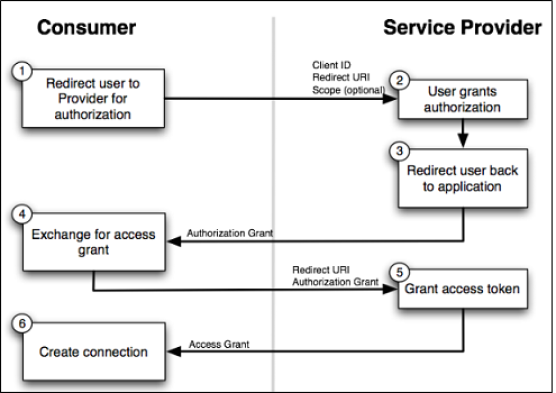 Consumer
Service Provider
1
Redirect user to
Provider for
authorization
Client ID
Redirect URI
Scope (optional)
2
User grants
authorization
3
Redirect user back
to application
4
Exchange for access
grant
Authorization Grant
Redirect URI
Authorization Grant
5
Grant access token
6
Create connection
Access Grant